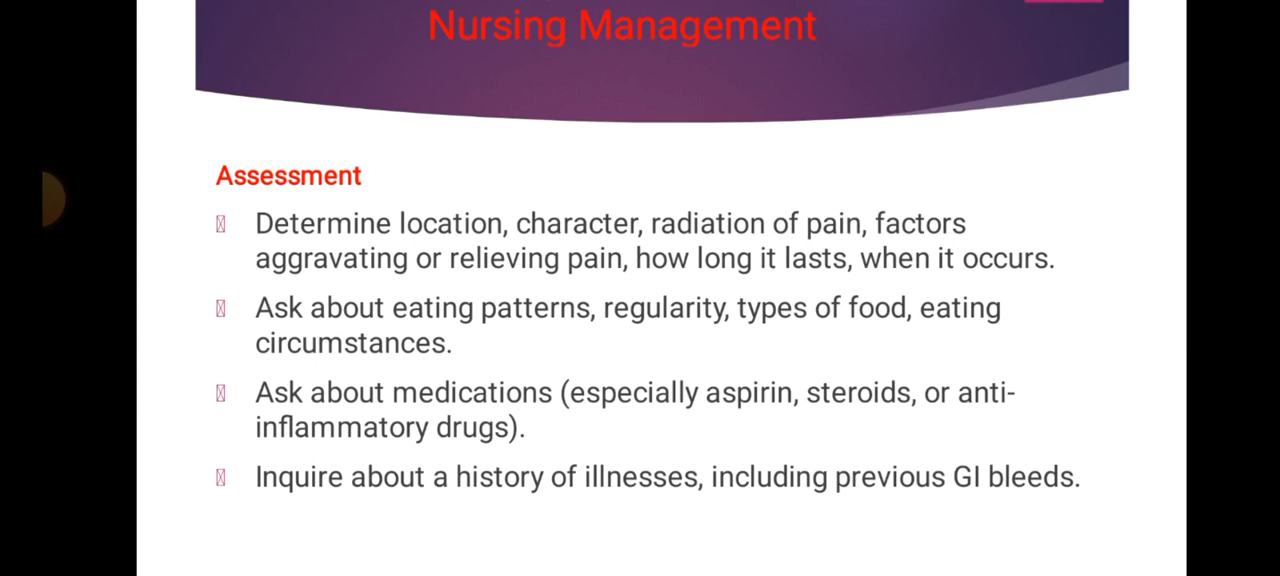 Nursing Management
Assessment
Determine location, character, radiation of pain, factors
aggravating or relieving pain, how long it lasts, when it occurs.
Ask about eating patterns, regularity, types of food, eating
circumstances.
Ask about medications (especially aspirin, steroids, or anti-
inflammatory drugs).
Inquire about a history of illnesses, including previous GI bleeds.